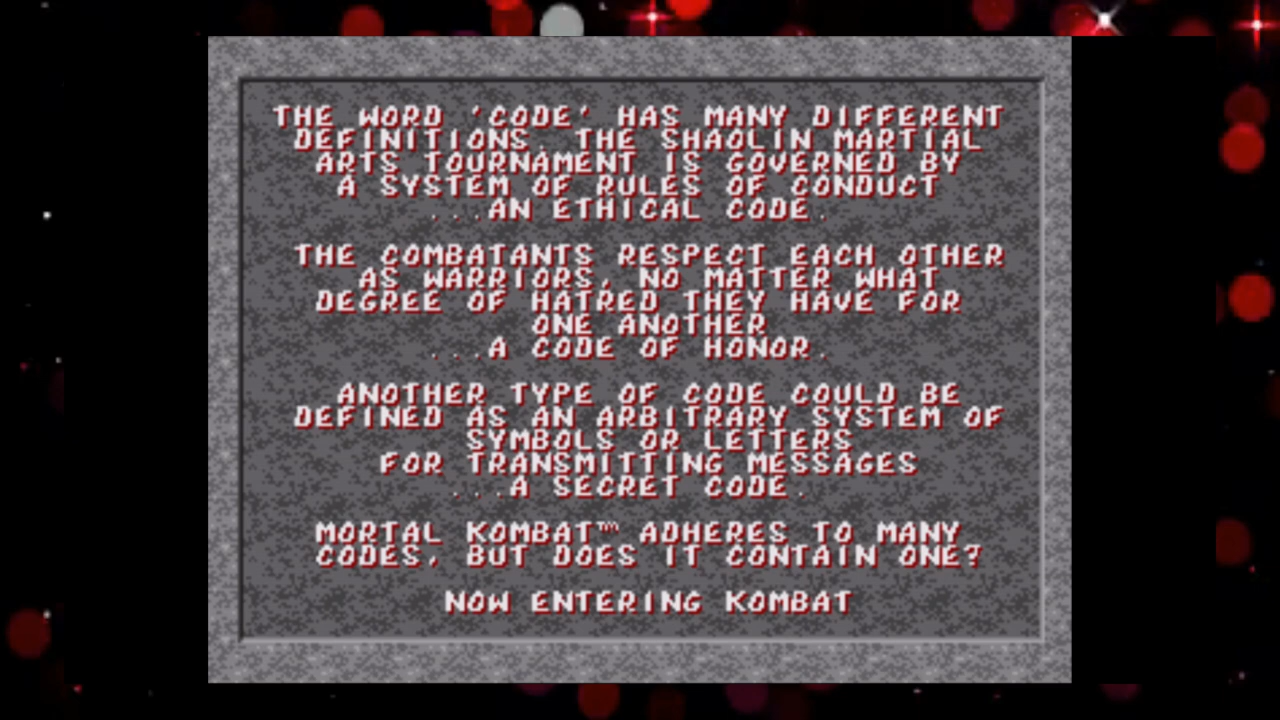 THE WORD 'CODE' HAS MANY DIFFERENT
DEFINITIONS. THE SHAOLIN MARTIAL
ARTS TOURNAMENT IS GOVERNED BY
A SYSTEM OF RULES OF CONDUCT
...AN ETHICAL CODE.
THE COMBATANTS RESPECT EACH OTHER
AS WARRIORS, NO MATTER WHAT
DEGREE OF HATRED THEY HAVE FOR
ONE ANOTHER
...A CODE OF HONOR.
ANOTHER TYPE OF CODE COULD BE
DEFINED AS AN ARBITRARY SYSTEM OF
SYMBOLS OR LETTERS
FOR TRANSMITTING MESSAGES
...A SECRET CODE.
MORTAL KOMBAT™ ADHERES TO MANY
CODES, BUT DOES IT CONTAIN ONE?
NOW ENTERING KOMBAT